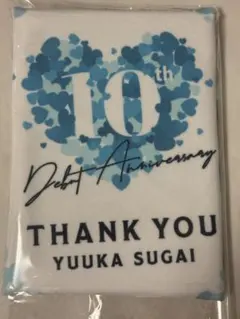 10th
Debut Anniversary
THANK YOU
YUUKA SUGAI